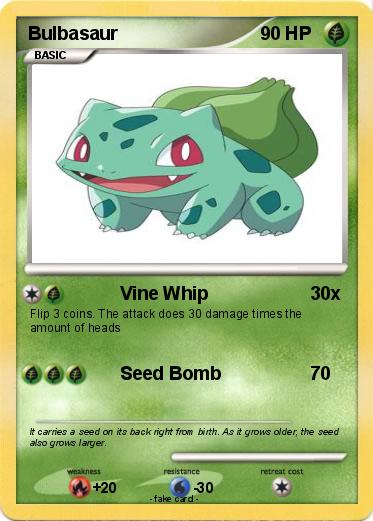 Bulbasaur 90 HP
BASIC
Vine Whip 30x
Flip 3 coins. The attack does 30 damage times the
amount of heads
Seed Bomb 70
It carries a seed on its back right from birth. As it grows older, the seed
also grows larger.
weakness resistance retreat cost
+20 -30
- fake card -